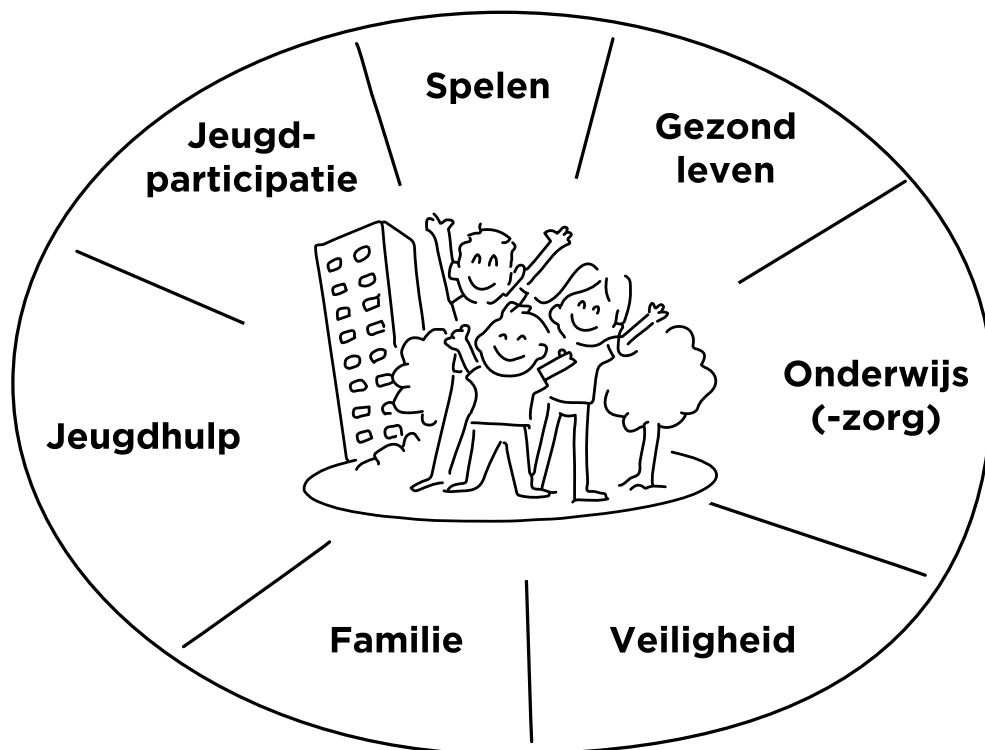 Spelen
Gezond
leven
Onderwijs
(-zorg)
Veiligheid
Familie
Jeugdhulp
Jeugd-
participatie